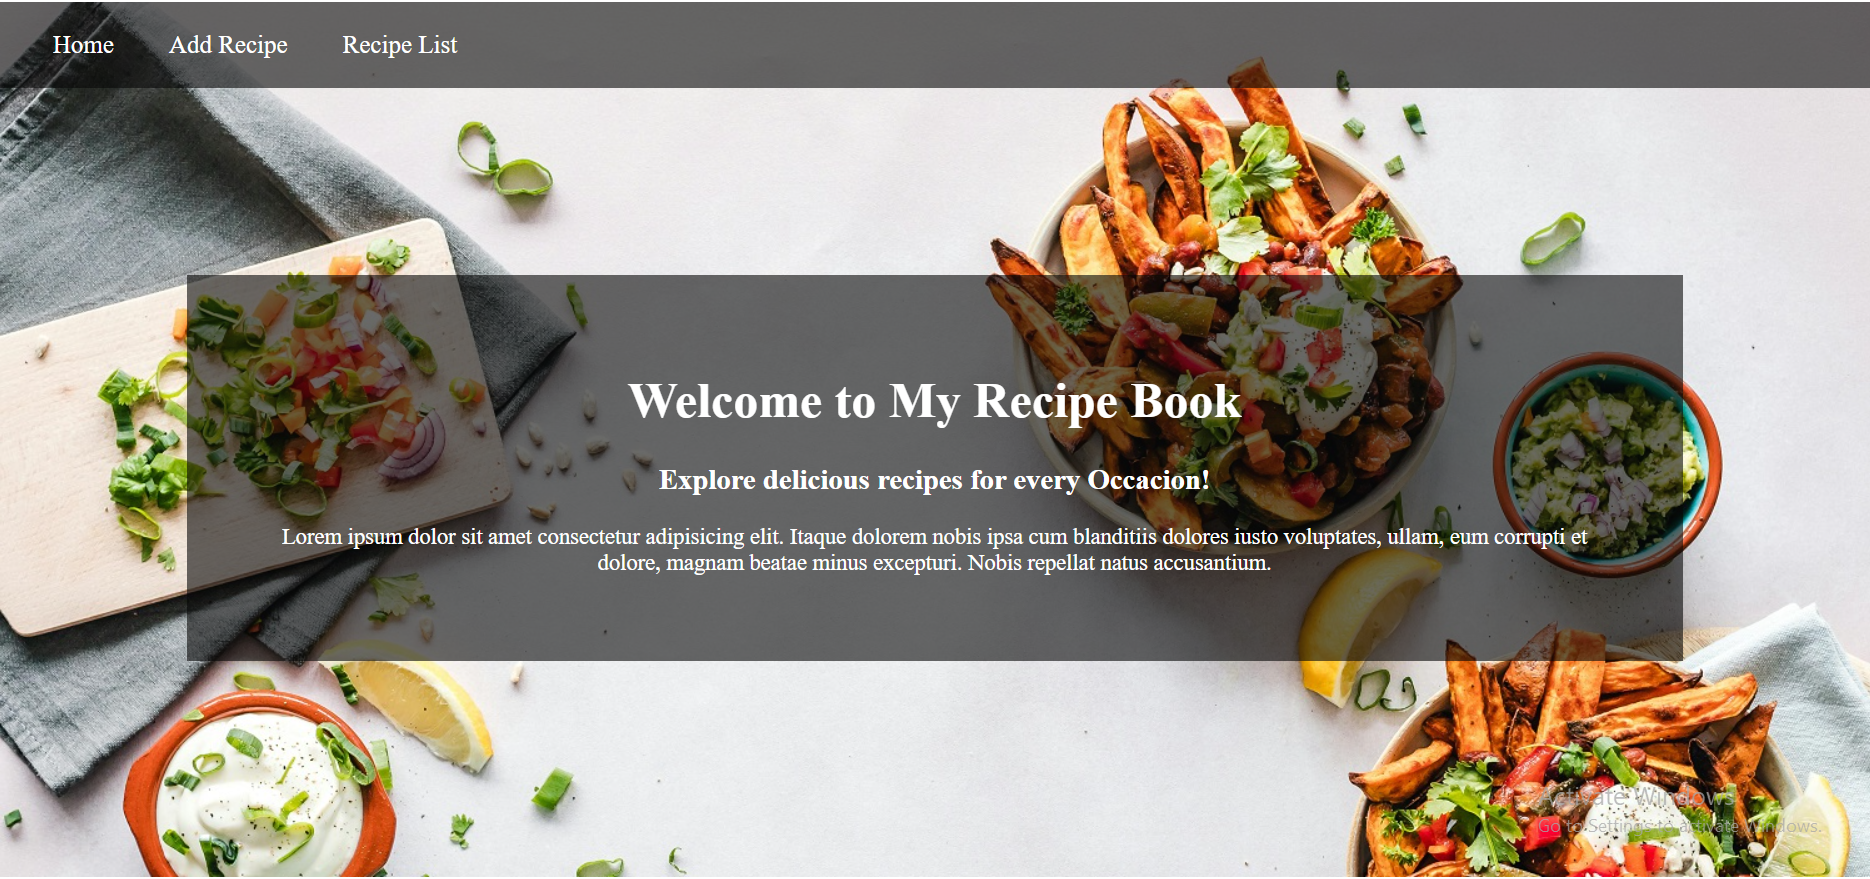 Home Add Recipe Recipe List
Welcome to My Recipe Book
Explore delicious recipes for every Occacion!
Lorem ipsum dolor sit amet consectetur adipisicing elit. Itaque dolorem nobis ipsa cum blanditiis dolores iusto voluptates, ullam, eum corrupti et
dolore, magnam beatae minus excepturi. Nobis repellat natus accusantium.
Activate Windows
Go to Settings to activate Windows.